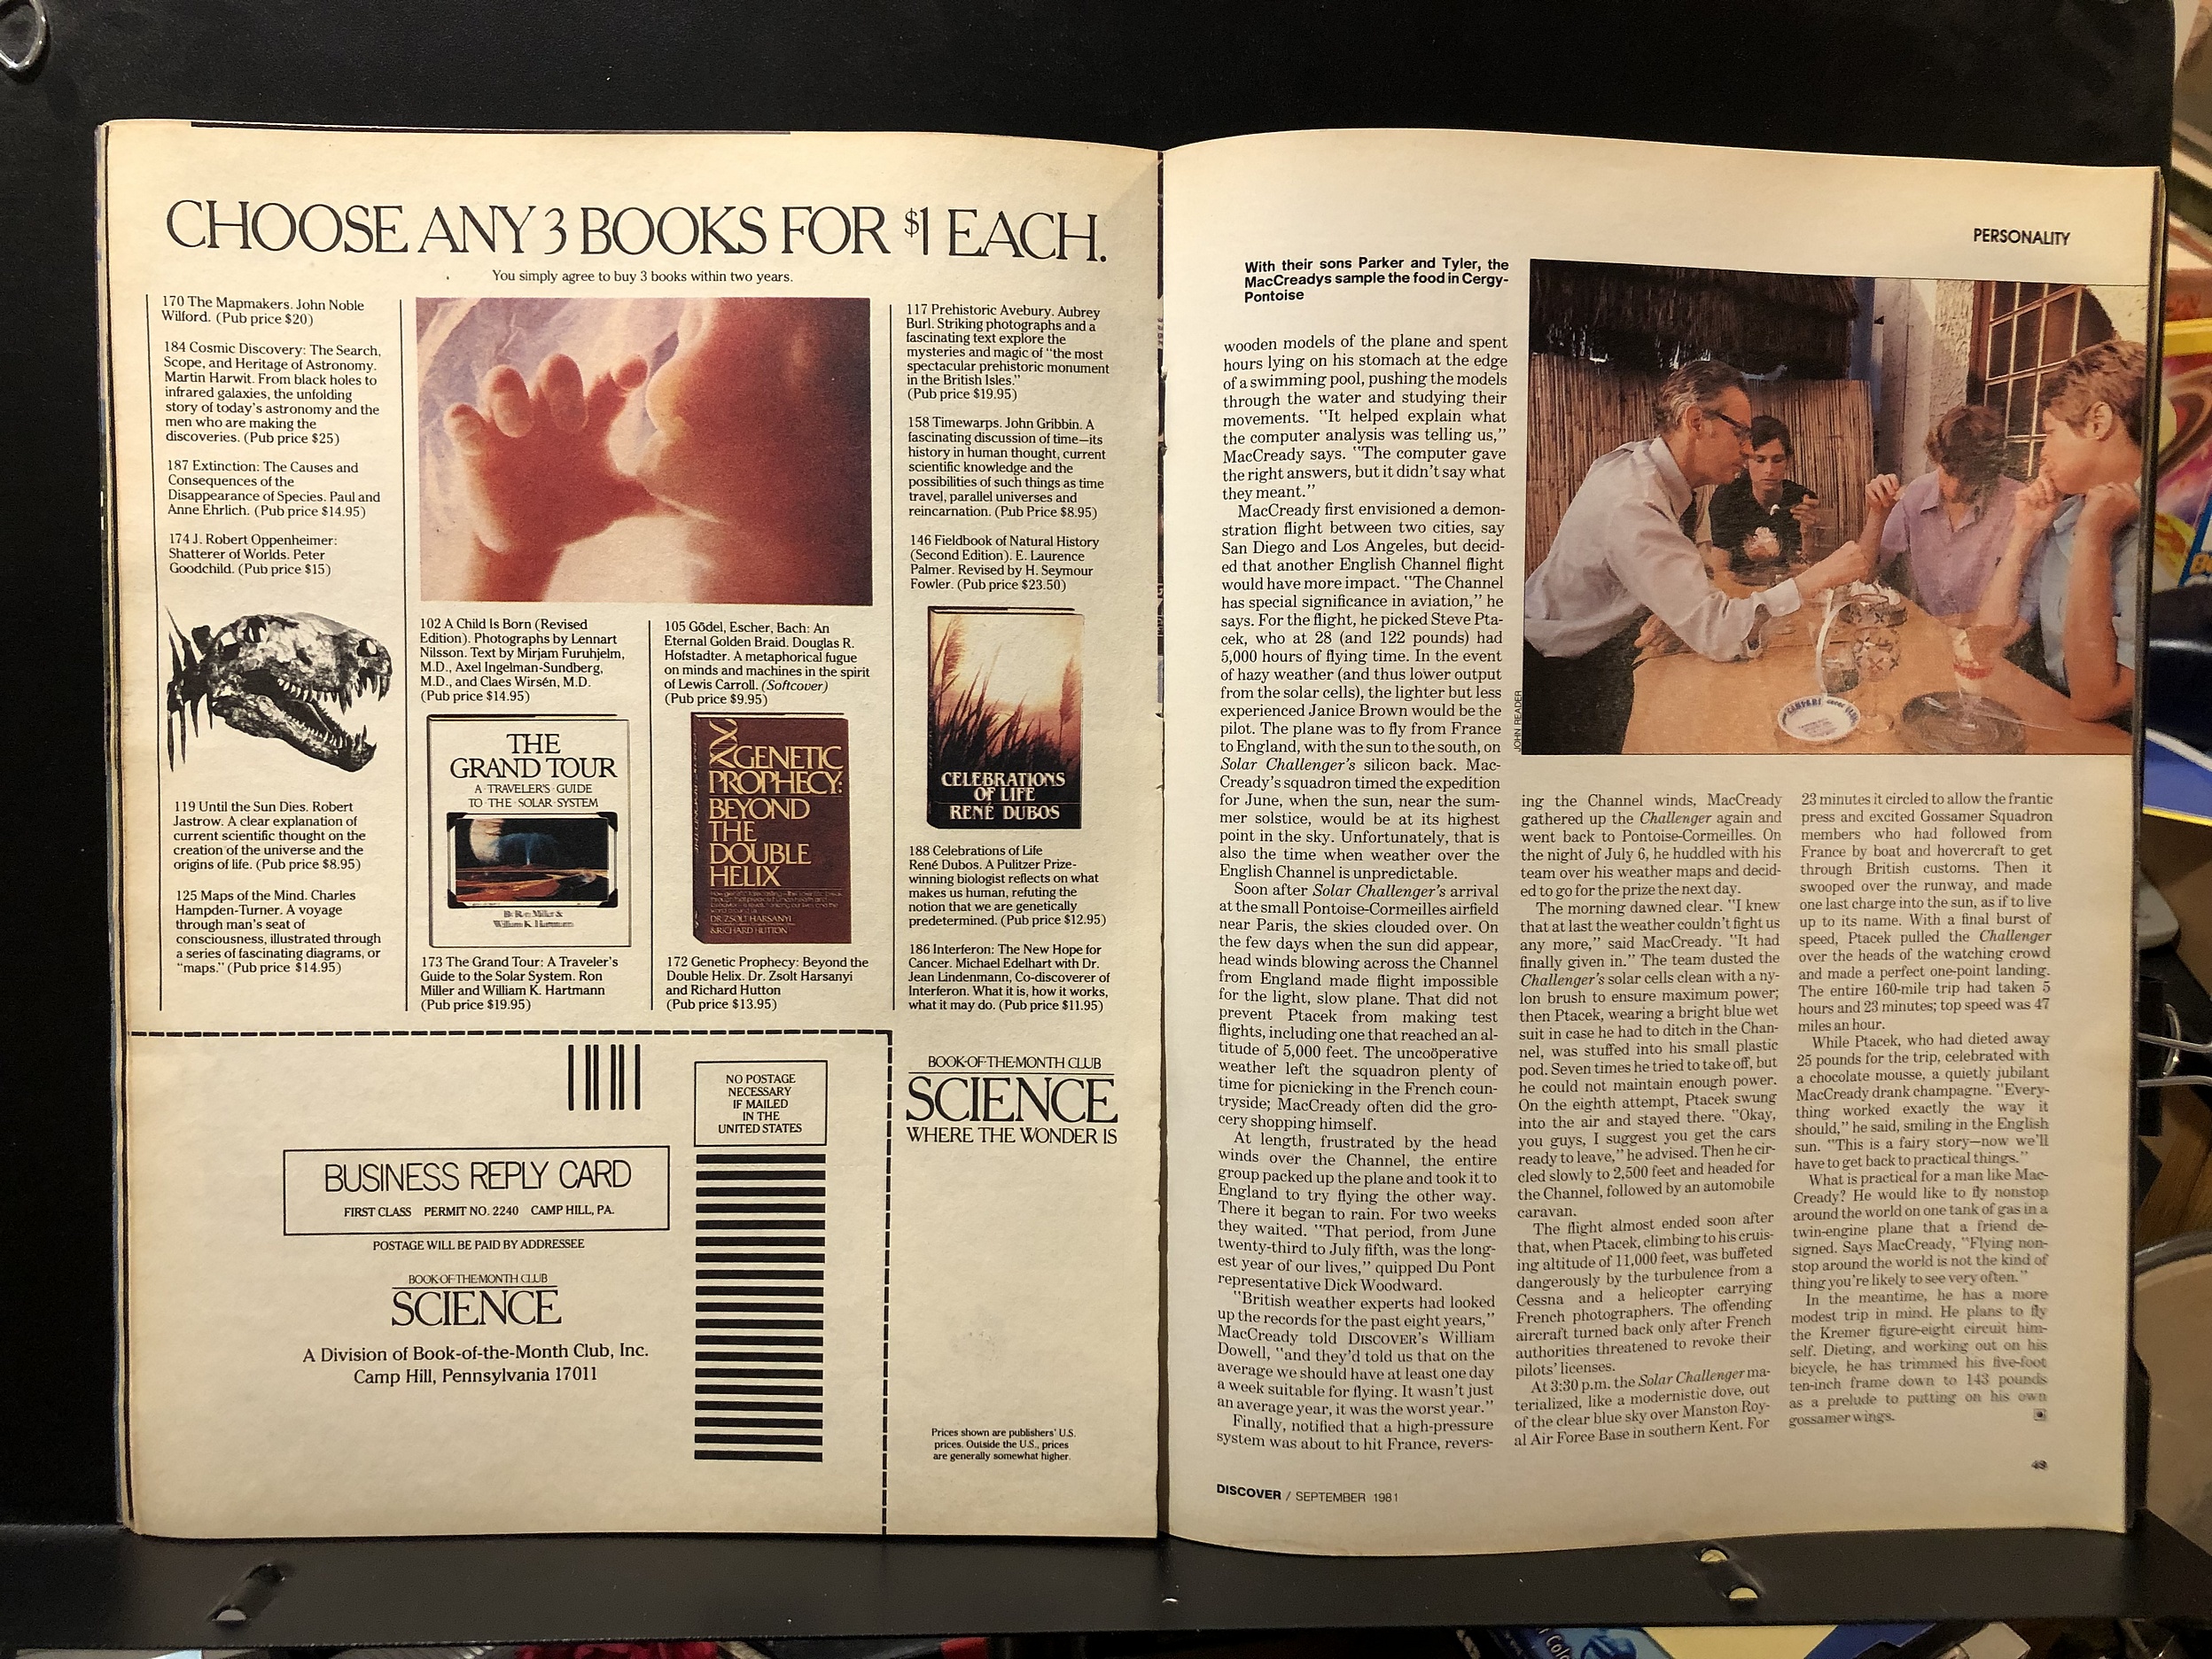 CHOOSE ANY 3 BOOKS FOR $1 EACH.
You simply agree to buy 3 books within two years.
170 The Mapmakers. John Noble
Wilford. (Pub price $20)
184 Cosmic Discovery: The Search,
Scope, and Heritage of Astronomy.
Martin Harwit. From black holes to
infrared galaxies, the unfolding
story of today's astronomy and the
men who are making the
discoveries. (Pub price $25)
187 Extinction: The Causes and
Consequences of the
Disappearance of Species. Paul and
Anne Ehrlich. (Pub price $14.95)
174 J. Robert Oppenheimer:
Shatterer of Worlds. Peter
Goodchild. (Pub price $15)
119 Until the Sun Dies. Robert
Jastrow. A clear explanation of
current scientific thought on the
creation of the universe and the
origins of life. (Pub price $8.95)
125 Maps of the Mind. Charles
Hampden-Turner. A voyage
through man's seat of
consciousness, illustrated through
a series of fascinating diagrams, or
"maps." (Pub price $14.95)
102 A Child Is Born (Revised
Edition). Photographs by Lennart
Nilsson. Text by Mirjam Furuhjelm,
M.D., Axel Ingelman-Sundberg,
M.D., and Claes Wirsén, M.D.
(Pub price $14.95)
THE
GRAND TOUR
A TRAVELER'S GUIDE
TO THE SOLAR SYSTEM
By Ron Miller &
William K. Hartmann
173 The Grand Tour: A Traveler's
Guide to the Solar System. Ron
Miller and William K. Hartmann
(Pub price $19.95)
105 Gödel, Escher, Bach: An
Eternal Golden Braid. Douglas R.
Hofstadter. A metaphorical fugue
on minds and machines in the spirit
of Lewis Carroll. (Softcover)
(Pub price $9.95)
GENETIC
PROPHECY:
BEYOND
THE
DOUBLE
HELIX
DR. ZSOLT HARSANYI
& RICHARD HUTTON
172 Genetic Prophecy: Beyond the
Double Helix. Dr. Zsolt Harsanyi
and Richard Hutton
(Pub price $13.95)
117 Prehistoric Avebury. Aubrey
Burl. Striking photographs and a
fascinating text explore the
mysteries and magic of "the most
spectacular prehistoric monument
in the British Isles."
(Pub price $19.95)
158 Timewarps. John Gribbin. A
fascinating discussion of time—its
history in human thought, current
scientific knowledge and the
possibilities of such things as time
travel, parallel universes and
reincarnation. (Pub Price $8.95)
146 Fieldbook of Natural History
(Second Edition). E. Laurence
Palmer. Revised by H. Seymour
Fowler. (Pub price $23.50)
CELEBRATIONS
OF LIFE
RENÉ DUBOS
188 Celebrations of Life
René Dubos. A Pulitzer Prize-
winning biologist reflects on what
makes us human, refuting the
notion that we are genetically
predetermined. (Pub price $12.95)
186 Interferon: The New Hope for
Cancer. Michael Edelhart with Dr.
Jean Lindenmann, Co-discoverer of
Interferon. What it is, how it works,
what it may do. (Pub price $11.95)
BOOK-OF-THE-MONTH CLUB
SCIENCE
WHERE THE WONDER IS
Prices shown are publishers' U.S.
prices. Outside the U.S., prices
are generally somewhat higher.
NO POSTAGE
NECESSARY
IF MAILED
IN THE
UNITED STATES
BUSINESS REPLY CARD
FIRST CLASS PERMIT NO. 2240 CAMP HILL, PA.
POSTAGE WILL BE PAID BY ADDRESSEE
BOOK-OF-THE-MONTH CLUB
SCIENCE
A Division of Book-of-the-Month Club, Inc.
Camp Hill, Pennsylvania 17011
PERSONALITY
With their sons Parker and Tyler, the
MacCreadys sample the food in Cergy-
Pontoise
JOHN READER
CAMPARI
wooden models of the plane and spent
hours lying on his stomach at the edge
of a swimming pool, pushing the models
through the water and studying their
movements. "It helped explain what
the computer analysis was telling us,"
MacCready says. "The computer gave
the right answers, but it didn't say what
they meant."
MacCready first envisioned a demon-
stration flight between two cities, say
San Diego and Los Angeles, but decid-
ed that another English Channel flight
would have more impact. "The Channel
has special significance in aviation," he
says. For the flight, he picked Steve Pta-
cek, who at 28 (and 122 pounds) had
5,000 hours of flying time. In the event
of hazy weather (and thus lower output
from the solar cells), the lighter but less
experienced Janice Brown would be the
pilot. The plane was to fly from France
to England, with the sun to the south, on
Solar Challenger's silicon back. Mac-
Cready's squadron timed the expedition
for June, when the sun, near the sum-
mer solstice, would be at its highest
point in the sky. Unfortunately, that is
also the time when weather over the
English Channel is unpredictable.
Soon after Solar Challenger's arrival
at the small Pontoise-Cormeilles airfield
near Paris, the skies clouded over. On
the few days when the sun did appear,
head winds blowing across the Channel
from England made flight impossible
for the light, slow plane. That did not
prevent Ptacek from making test
flights, including one that reached an al-
titude of 5,000 feet. The uncoöperative
weather left the squadron plenty of
time for picnicking in the French coun-
tryside; MacCready often did the gro-
cery shopping himself.
At length, frustrated by the head
winds over the Channel, the entire
group packed up the plane and took it to
England to try flying the other way.
There it began to rain. For two weeks
they waited. "That period, from June
twenty-third to July fifth, was the long-
est year of our lives," quipped Du Pont
representative Dick Woodward.
"British weather experts had looked
up the records for the past eight years,"
MacCready told DISCOVER's William
Dowell, "and they'd told us that on the
average we should have at least one day
a week suitable for flying. It wasn't just
an average year, it was the worst year."
Finally, notified that a high-pressure
system was about to hit France, revers-
ing the Channel winds, MacCready
gathered up the Challenger again and
went back to Pontoise-Cormeilles. On
the night of July 6, he huddled with his
team over his weather maps and decid-
ed to go for the prize the next day.
The morning dawned clear. "I knew
that at last the weather couldn't fight us
any more," said MacCready. "It had
finally given in." The team dusted the
Challenger's solar cells clean with a ny-
lon brush to ensure maximum power;
then Ptacek, wearing a bright blue wet
suit in case he had to ditch in the Chan-
nel, was stuffed into his small plastic
pod. Seven times he tried to take off, but
he could not maintain enough power.
On the eighth attempt, Ptacek swung
into the air and stayed there. "Okay,
you guys, I suggest you get the cars
ready to leave," he advised. Then he cir-
cled slowly to 2,500 feet and headed for
the Channel, followed by an automobile
caravan.
The flight almost ended soon after
that, when Ptacek, climbing to his cruis-
ing altitude of 11,000 feet, was buffeted
dangerously by the turbulence from a
Cessna and a helicopter carrying
French photographers. The offending
aircraft turned back only after French
authorities threatened to revoke their
pilots' licenses.
At 3:30 p.m. the Solar Challenger ma-
terialized, like a modernistic dove, out
of the clear blue sky over Manston Roy-
al Air Force Base in southern Kent. For
23 minutes it circled to allow the frantic
press and excited Gossamer Squadron
members who had followed from
France by boat and hovercraft to get
through British customs. Then it
swooped over the runway, and made
one last charge into the sun, as if to live
up to its name. With a final burst of
speed, Ptacek pulled the Challenger
over the heads of the watching crowd
and made a perfect one-point landing.
The entire 160-mile trip had taken 5
hours and 23 minutes; top speed was 47
miles an hour.
While Ptacek, who had dieted away
25 pounds for the trip, celebrated with
a chocolate mousse, a quietly jubilant
MacCready drank champagne. "Every-
thing worked exactly the way it
should," he said, smiling in the English
sun. "This is a fairy story—now we'll
have to get back to practical things."
What is practical for a man like Mac-
Cready? He would like to fly nonstop
around the world on one tank of gas in a
twin-engine plane that a friend de-
signed. Says MacCready, "Flying non-
stop around the world is not the kind of
thing you're likely to see very often."
In the meantime, he has a more
modest trip in mind. He plans to fly
the Kremer figure-eight circuit him-
self. Dieting, and working out on his
bicycle, he has trimmed his five-foot
ten-inch frame down to 143 pounds
as a prelude to putting on his own
gossamer wings.
DISCOVER / SEPTEMBER 1981
49